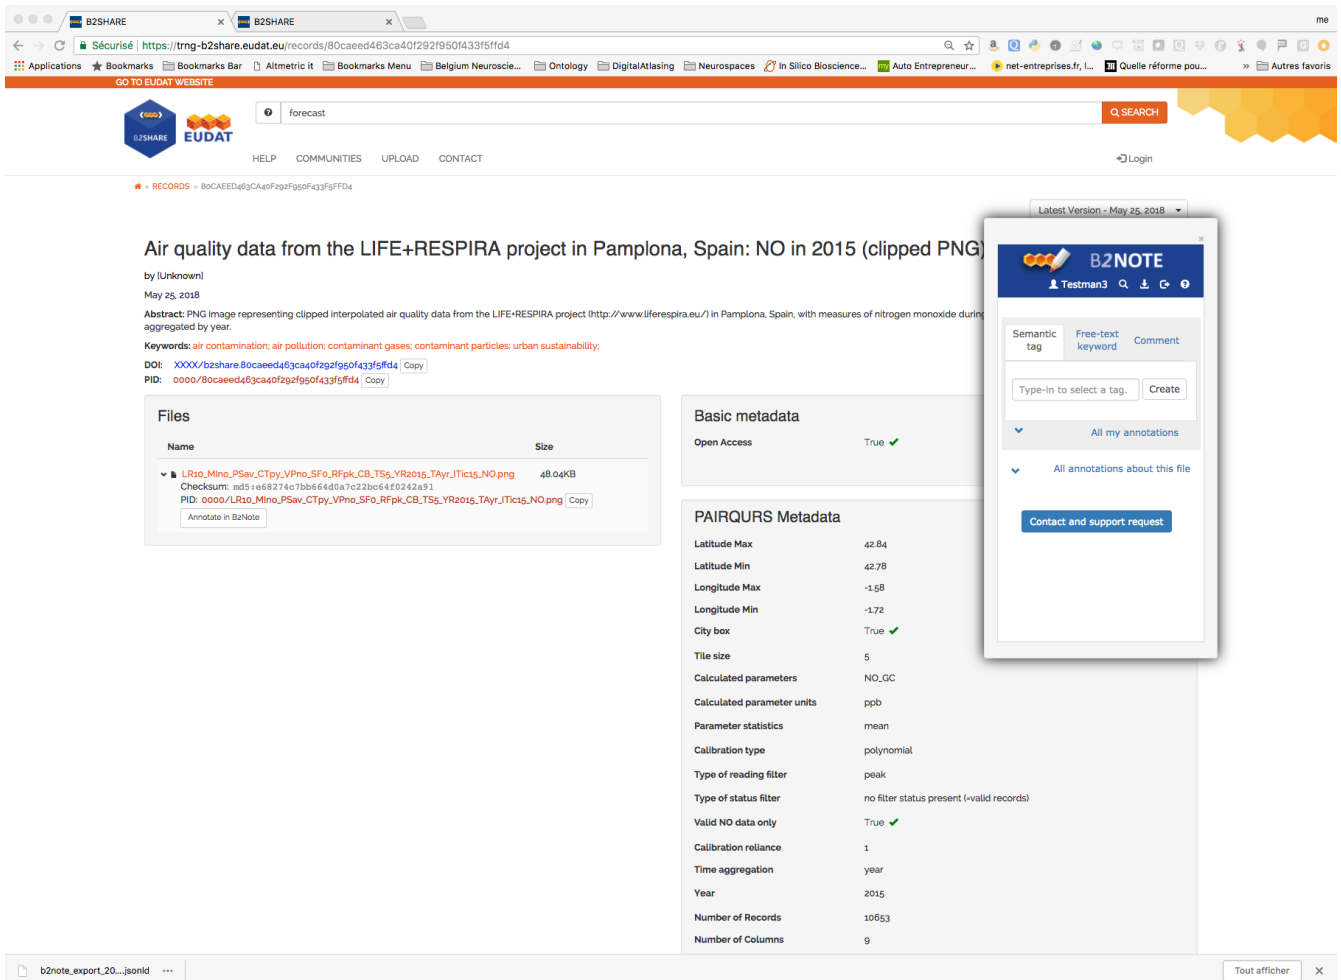 B2SHARE
B2SHARE
me
Sécurisé https://trng-b2share.eudat.eu/records/80caeed463ca40f292f950f433f5ffd4
Applications Bookmarks Bookmarks Bar Altmetric it Bookmarks Menu Belgium Neuroscie... Ontology DigitalAtlasing Neurospaces In Silico Bioscience... Auto Entrepreneur... net-entreprises.fr, l... Quelle réforme pou... » Autres favoris
GO TO EUDAT WEBSITE
B2SHARE
EUDAT
forecast
SEARCH
HELP COMMUNITIES UPLOAD CONTACT
Login
» RECORDS » 80CAEED463CA40F292F950F433F5FFD4
Latest Version - May 25, 2018
Air quality data from the LIFE+RESPIRA project in Pamplona, Spain: NO in 2015 (clipped PNG)
by [Unknown]
May 25, 2018
Abstract: PNG image representing clipped interpolated air quality data from the LIFE+RESPIRA project (http://www.liferespira.eu/) in Pamplona, Spain, with measures of nitrogen monoxide during
aggregated by year.
Keywords: air contamination; air pollution; contaminant gases; contaminant particles; urban sustainability;
DOI: XXXX/b2share.80caeed463ca40f292f950f433f5ffd4 Copy
PID: 0000/80caeed463ca40f292f950f433f5ffd4 Copy
Files
Name Size
LR10_MIno_PSav_CTpy_VPno_SF0_RFpk_CB_TS5_YR2015_TAyr_ITic15_NO.png 48.04KB
Checksum: md5:e68274c7bb664d0a7c22bc64f0242a91
PID: 0000/LR10_MIno_PSav_CTpy_VPno_SF0_RFpk_CB_TS5_YR2015_TAyr_ITic15_NO.png Copy
Annotate in B2Note
Basic metadata
Open Access True
PAIRQURS Metadata
Latitude Max 42.84
Latitude Min 42.78
Longitude Max -1.58
Longitude Min -1.72
City box True
Tile size 5
Calculated parameters NO_GC
Calculated parameter units ppb
Parameter statistics mean
Calibration type polynomial
Type of reading filter peak
Type of status filter no filter status present (=valid records)
Valid NO data only True
Calibration reliance 1
Time aggregation year
Year 2015
Number of Records 10653
Number of Columns 9
×
B2NOTE
Testman3
Semantic tag
Free-text keyword
Comment
Type-in to select a tag. Create
All my annotations
All annotations about this file
Contact and support request
b2note_export_20....jsonld
Tout afficher